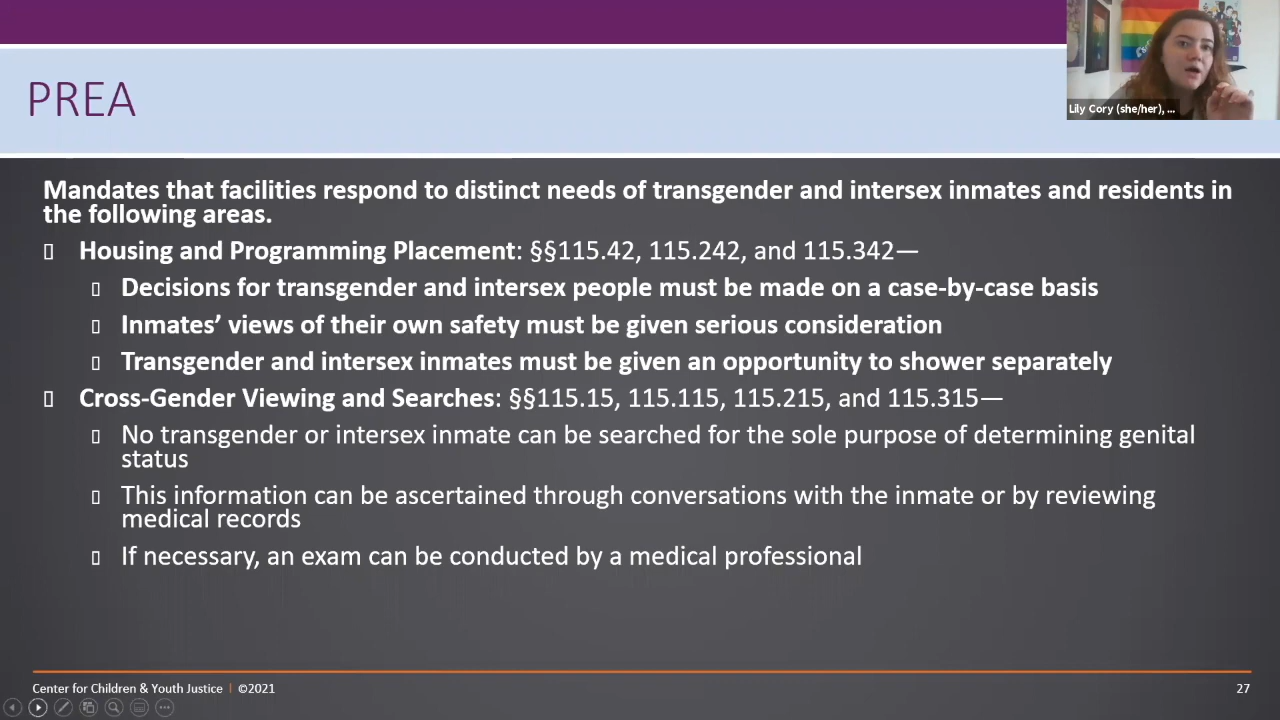 PREA
Lily Cory (she/her), ...
Mandates that facilities respond to distinct needs of transgender and intersex inmates and residents in
the following areas.
Housing and Programming Placement: §§115.42, 115.242, and 115.342—
Decisions for transgender and intersex people must be made on a case-by-case basis
Inmates’ views of their own safety must be given serious consideration
Transgender and intersex inmates must be given an opportunity to shower separately
Cross-Gender Viewing and Searches: §§115.15, 115.115, 115.215, and 115.315—
No transgender or intersex inmate can be searched for the sole purpose of determining genital
status
This information can be ascertained through conversations with the inmate or by reviewing
medical records
If necessary, an exam can be conducted by a medical professional
Center for Children & Youth Justice | ©2021
27